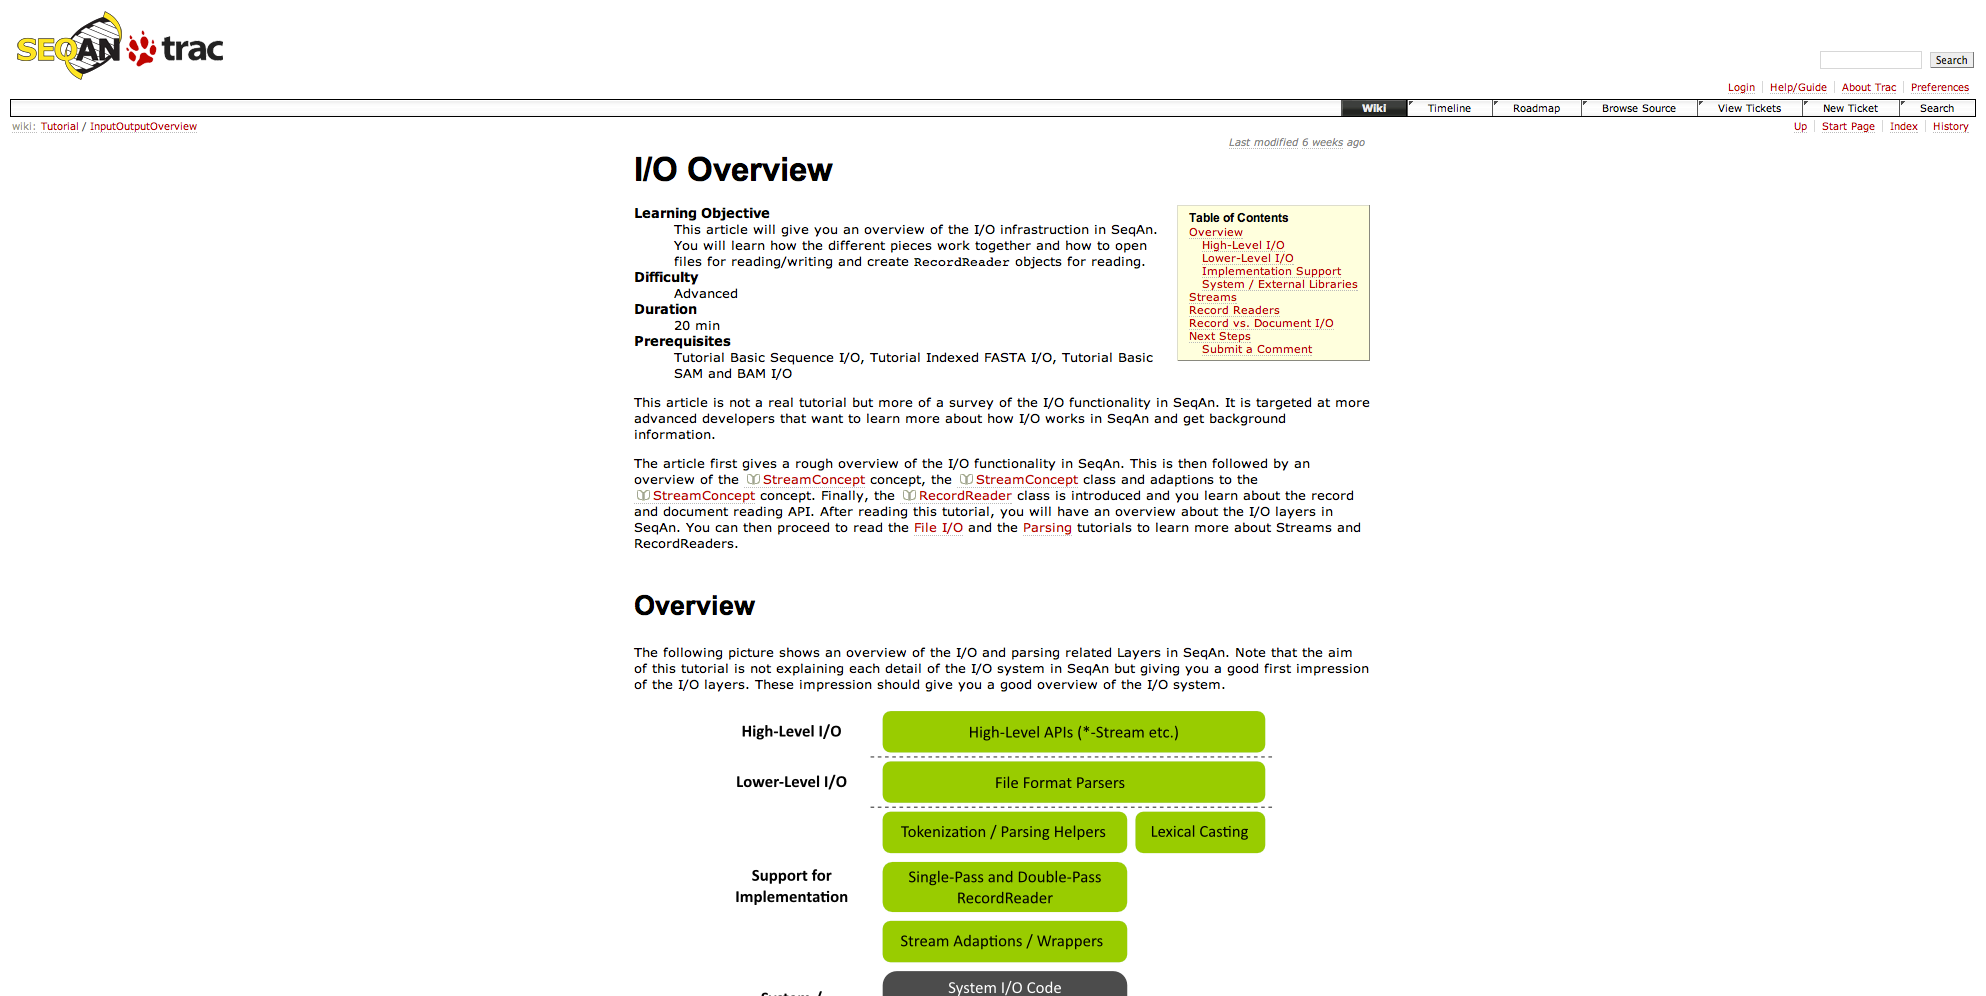 SEQAN trac
Search
Login Help/Guide About Trac Preferences
Wiki Timeline Roadmap Browse Source View Tickets New Ticket Search
wiki: Tutorial / InputOutputOverview
Up Start Page Index History
Last modified 6 weeks ago
I/O Overview
Learning Objective
This article will give you an overview of the I/O infrastruction in SeqAn.
You will learn how the different pieces work together and how to open
files for reading/writing and create RecordReader objects for reading.
Difficulty
Advanced
Duration
20 min
Prerequisites
Tutorial Basic Sequence I/O, Tutorial Indexed FASTA I/O, Tutorial Basic
SAM and BAM I/O
Table of Contents
Overview
High-Level I/O
Lower-Level I/O
Implementation Support
System / External Libraries
Streams
Record Readers
Record vs. Document I/O
Next Steps
Submit a Comment
This article is not a real tutorial but more of a survey of the I/O functionality in SeqAn. It is targeted at more
advanced developers that want to learn more about how I/O works in SeqAn and get background
information.
The article first gives a rough overview of the I/O functionality in SeqAn. This is then followed by an
overview of the StreamConcept concept, the StreamConcept class and adaptions to the
StreamConcept concept. Finally, the RecordReader class is introduced and you learn about the record
and document reading API. After reading this tutorial, you will have an overview about the I/O layers in
SeqAn. You can then proceed to read the File I/O and the Parsing tutorials to learn more about Streams and
RecordReaders.
Overview
The following picture shows an overview of the I/O and parsing related Layers in SeqAn. Note that the aim
of this tutorial is not explaining each detail of the I/O system in SeqAn but giving you a good first impression
of the I/O layers. These impression should give you a good overview of the I/O system.
High-Level I/O
High-Level APIs (*-Stream etc.)
Lower-Level I/O
File Format Parsers
Tokenization / Parsing Helpers
Lexical Casting
Support for
Implementation
Single-Pass and Double-Pass
RecordReader
Stream Adaptions / Wrappers
System /
System I/O Code